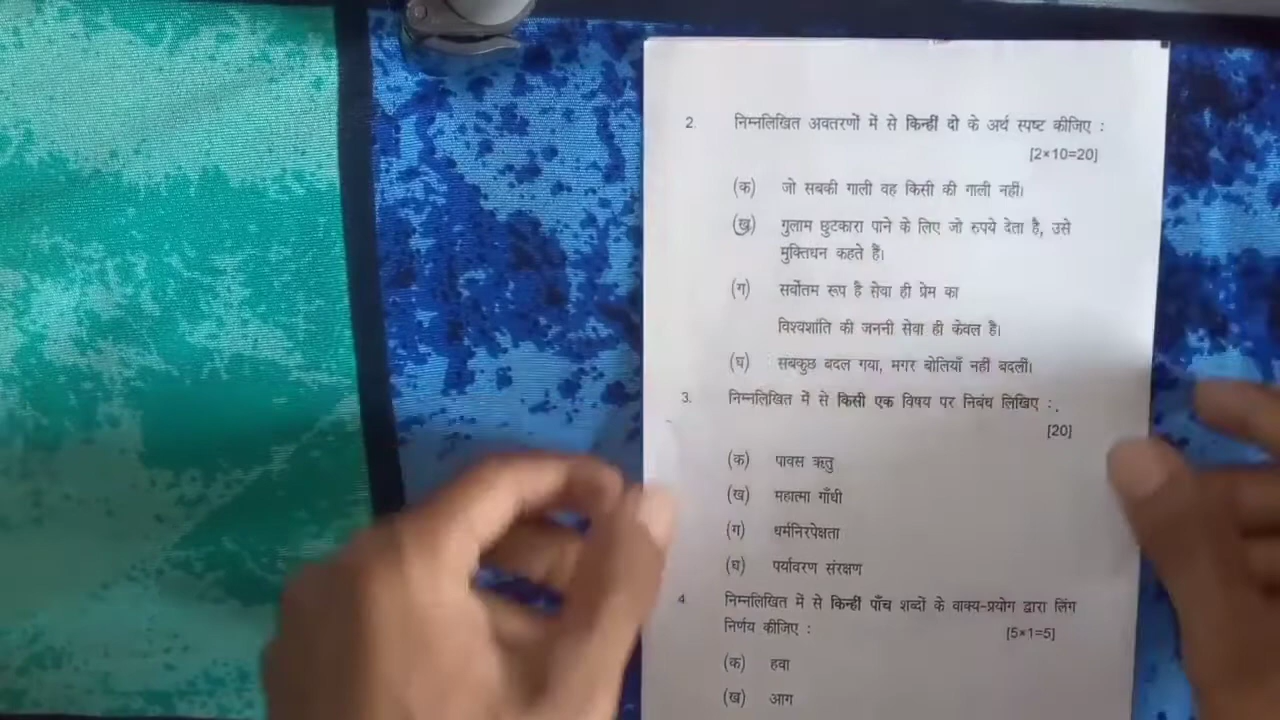 2. निम्नलिखित अवतरणों में से किन्हीं दो के अर्थ स्पष्ट कीजिए :
[2×10=20]
(क) जो सबकी गाली वह किसी की गाली नहीं।
(ख) गुलाम छुटकारा पाने के लिए जो रुपये देता है, उसे
मुक्तिधन कहते हैं।
(ग) सर्वोतम रूप है सेवा ही प्रेम का
विश्यशांति की जननी सेवा ही केवल है।
(घ) सबकुछ बदल गया, मगर बोलियाँ नहीं बदलीं।
3. निम्नलिखित में से किसी एक विषय पर निबंध लिखिए :
[20]
(क) पावस ऋतु
(ख) महात्मा गाँधी
(ग) धर्मनिरपेक्षता
(घ) पर्यावरण संरक्षण
4. निम्नलिखित में से किन्हीं पाँच शब्दों के वाक्य-प्रयोग द्वारा लिंग
निर्णय कीजिए :
[5×1=5]
(क) हवा
(ख) आग